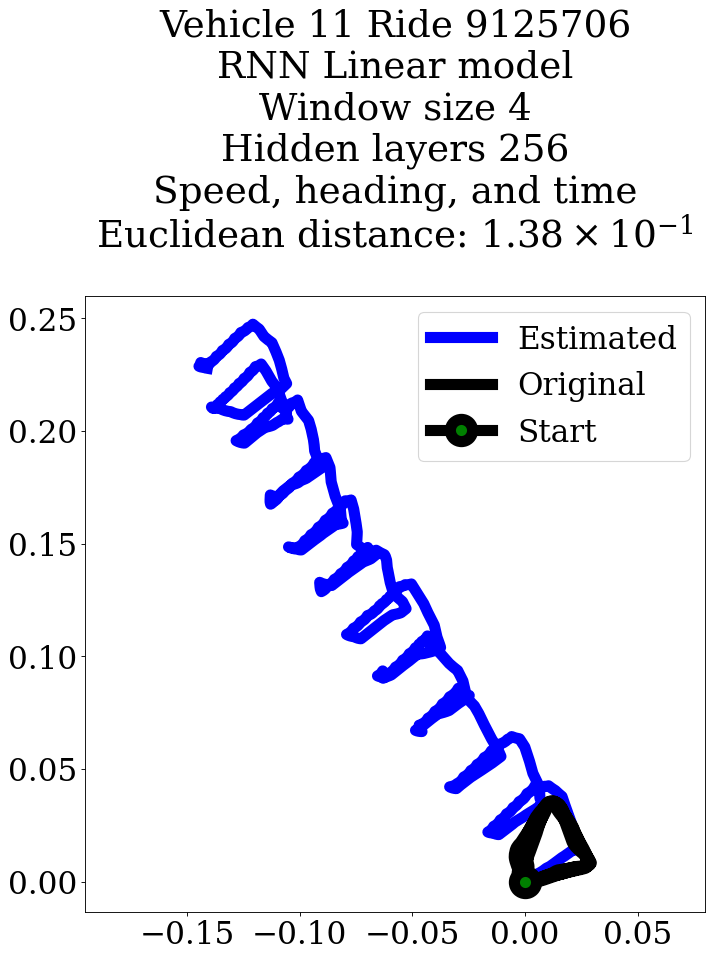 Vehicle 11 Ride 9125706
RNN Linear model
Window size 4
Hidden layers 256
Speed, heading, and time
Euclidean distance: 1.38 × 10⁻¹
0.25
0.20
0.15
0.10
0.05
0.00
Estimated
Original
Start
−0.15 −0.10 −0.05 0.00 0.05